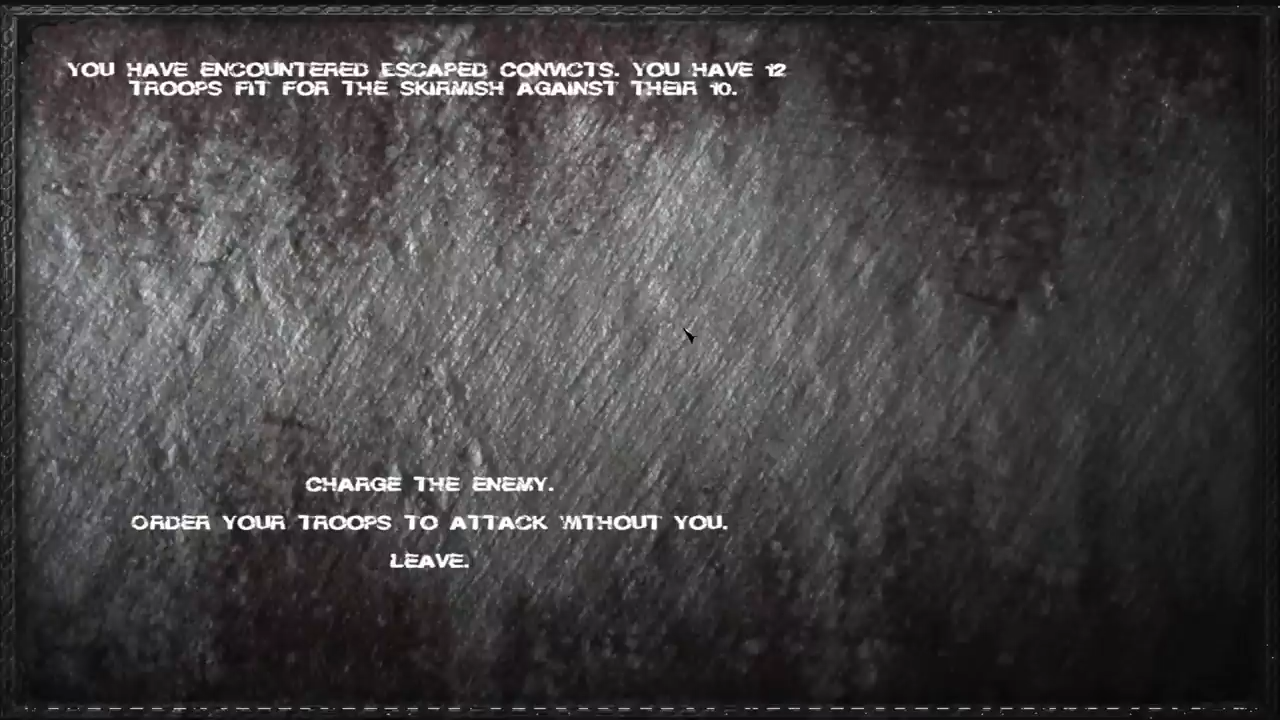 YOU HAVE ENCOUNTERED ESCAPED CONVICTS. YOU HAVE 12
TROOPS FIT FOR THE SKIRMISH AGAINST THEIR 10.
CHARGE THE ENEMY.
ORDER YOUR TROOPS TO ATTACK WITHOUT YOU.
LEAVE.